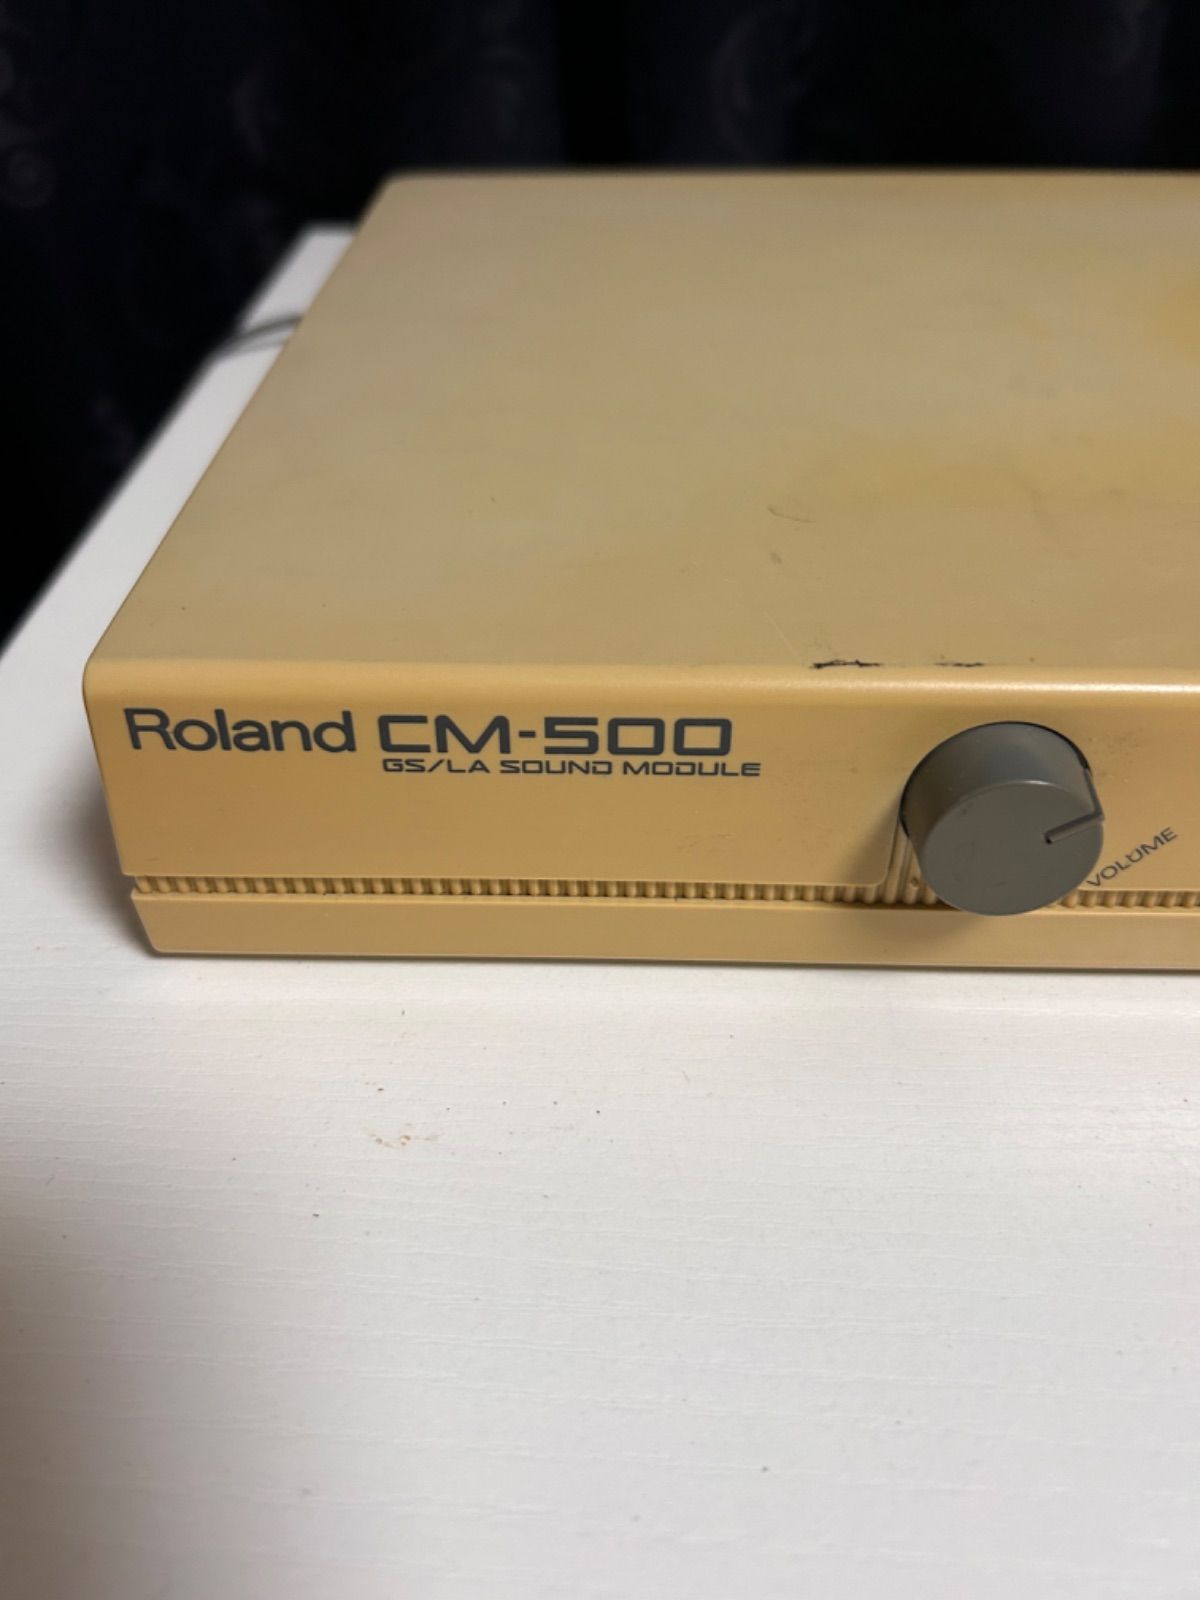 Roland CM-500
GS/LA SOUND MODULE
VOLUME